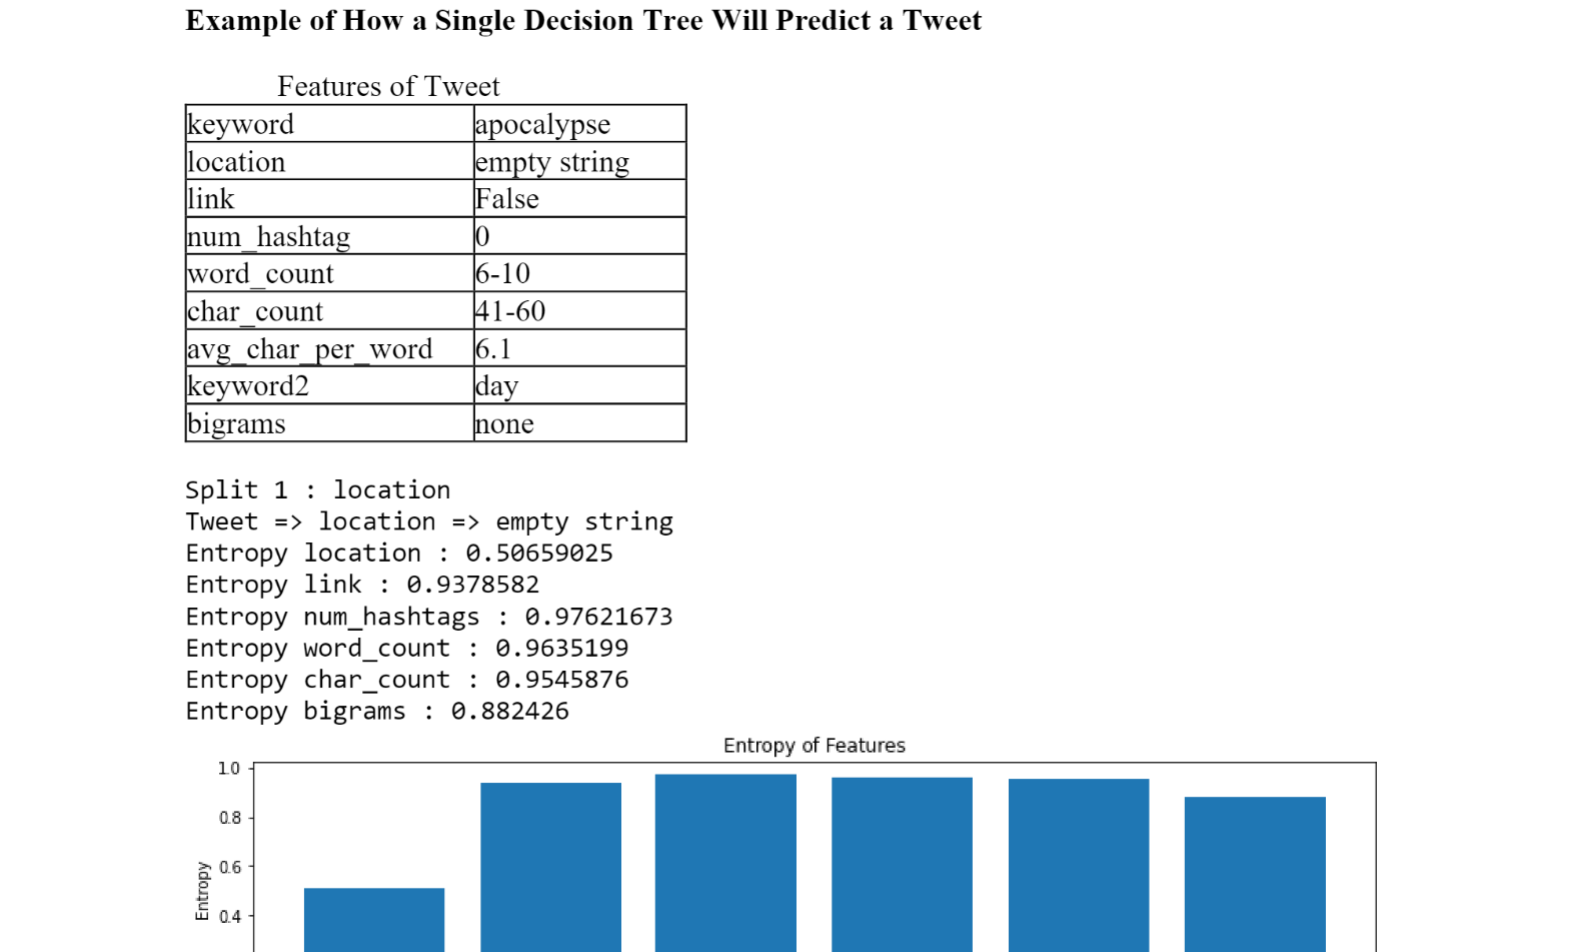 Example of How a Single Decision Tree Will Predict a Tweet
Features of Tweet
keyword apocalypse
location empty string
link False
num_hashtag 0
word_count 6-10
char_count 41-60
avg_char_per_word 6.1
keyword2 day
bigrams none
Split 1 : location
Tweet => location => empty string
Entropy location : 0.50659025
Entropy link : 0.9378582
Entropy num_hashtags : 0.97621673
Entropy word_count : 0.9635199
Entropy char_count : 0.9545876
Entropy bigrams : 0.882426
Entropy of Features
1.0
0.8
0.6
Entropy
0.4